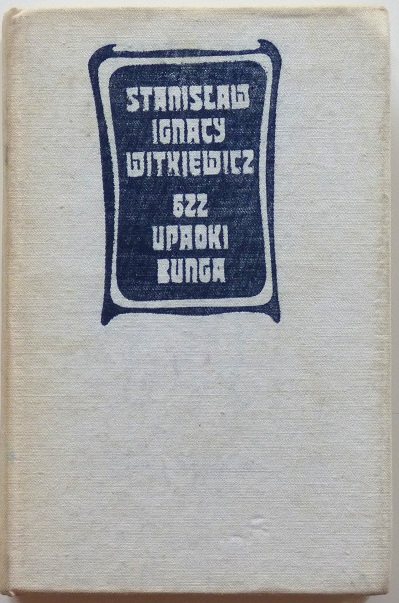 STANISŁAW
IGNACY
WITKIEWICZ
622
UPADKI
BUNGA